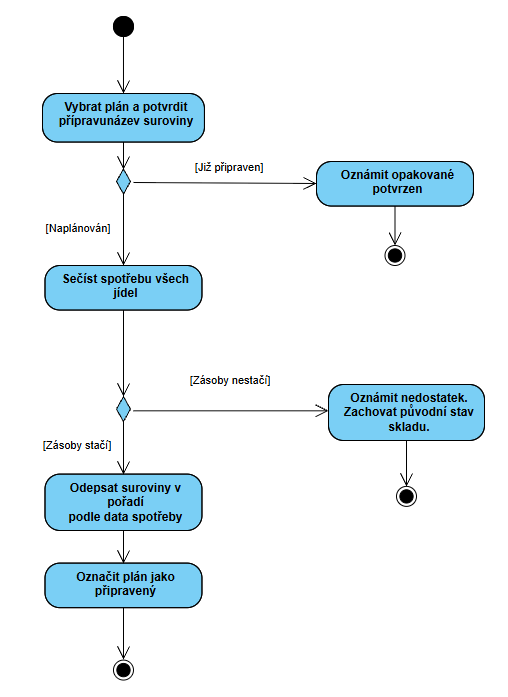 Vybrat plán a potvrdit
přípravunázev suroviny
[Již připraven]
Oznámit opakované
potvrzen
[Naplánován]
Sečíst spotřebu všech
jídel
[Zásoby nestačí]
Oznámit nedostatek.
Zachovat původní stav
skladu.
[Zásoby stačí]
Odepsat suroviny v
pořadí
podle data spotřeby
Označit plán jako
připravený